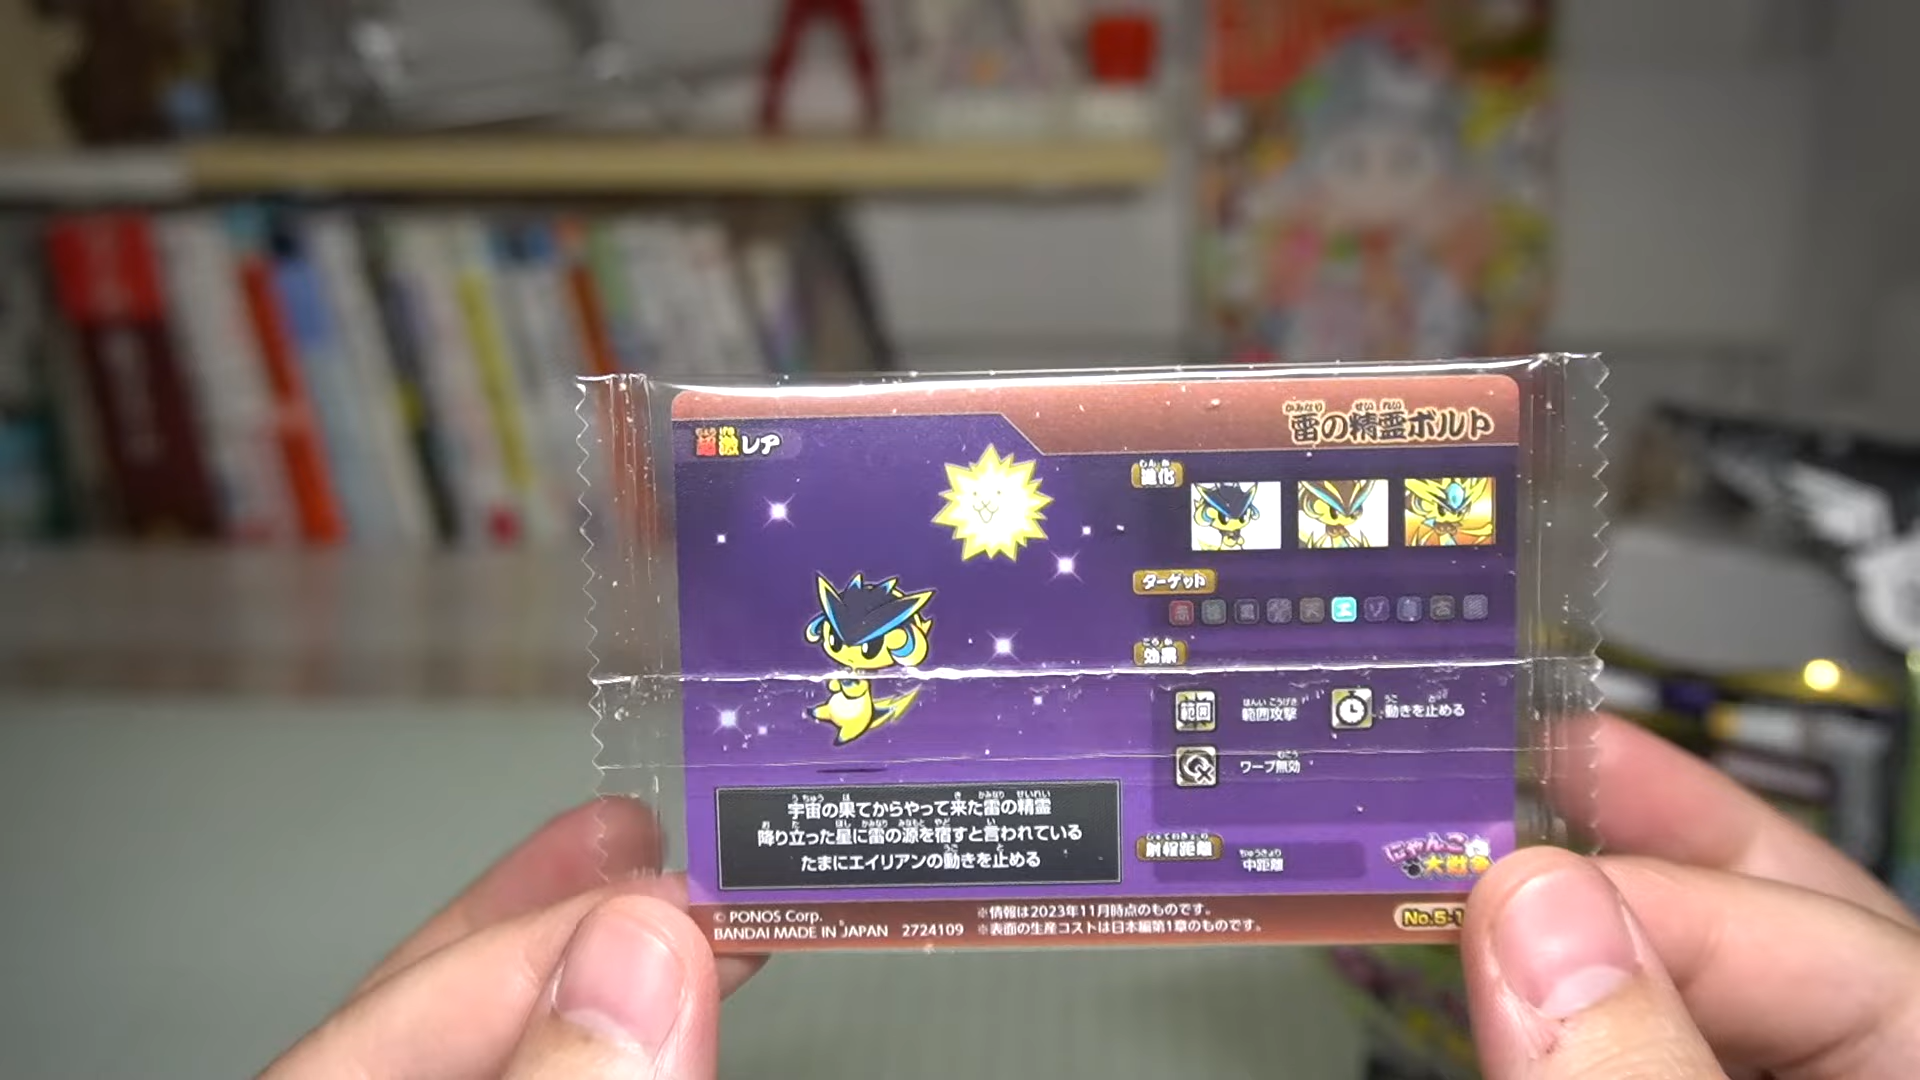 超激レア
雷の精霊ボルト
進化
ターゲット
エ
効果
範囲
範囲攻撃
動きを止める
ワープ無効
宇宙の果てからやって来た雷の精霊
降り立った星に雷の源を宿すと言われている
たまにエイリアンの動きを止める
射程距離
中距離
にゃんこ
大戦争
© PONOS Corp.
BANDAI MADE IN JAPAN 2724109
※情報は2023年11月時点のものです。
※表面の生産コストは日本編第1章のものです。